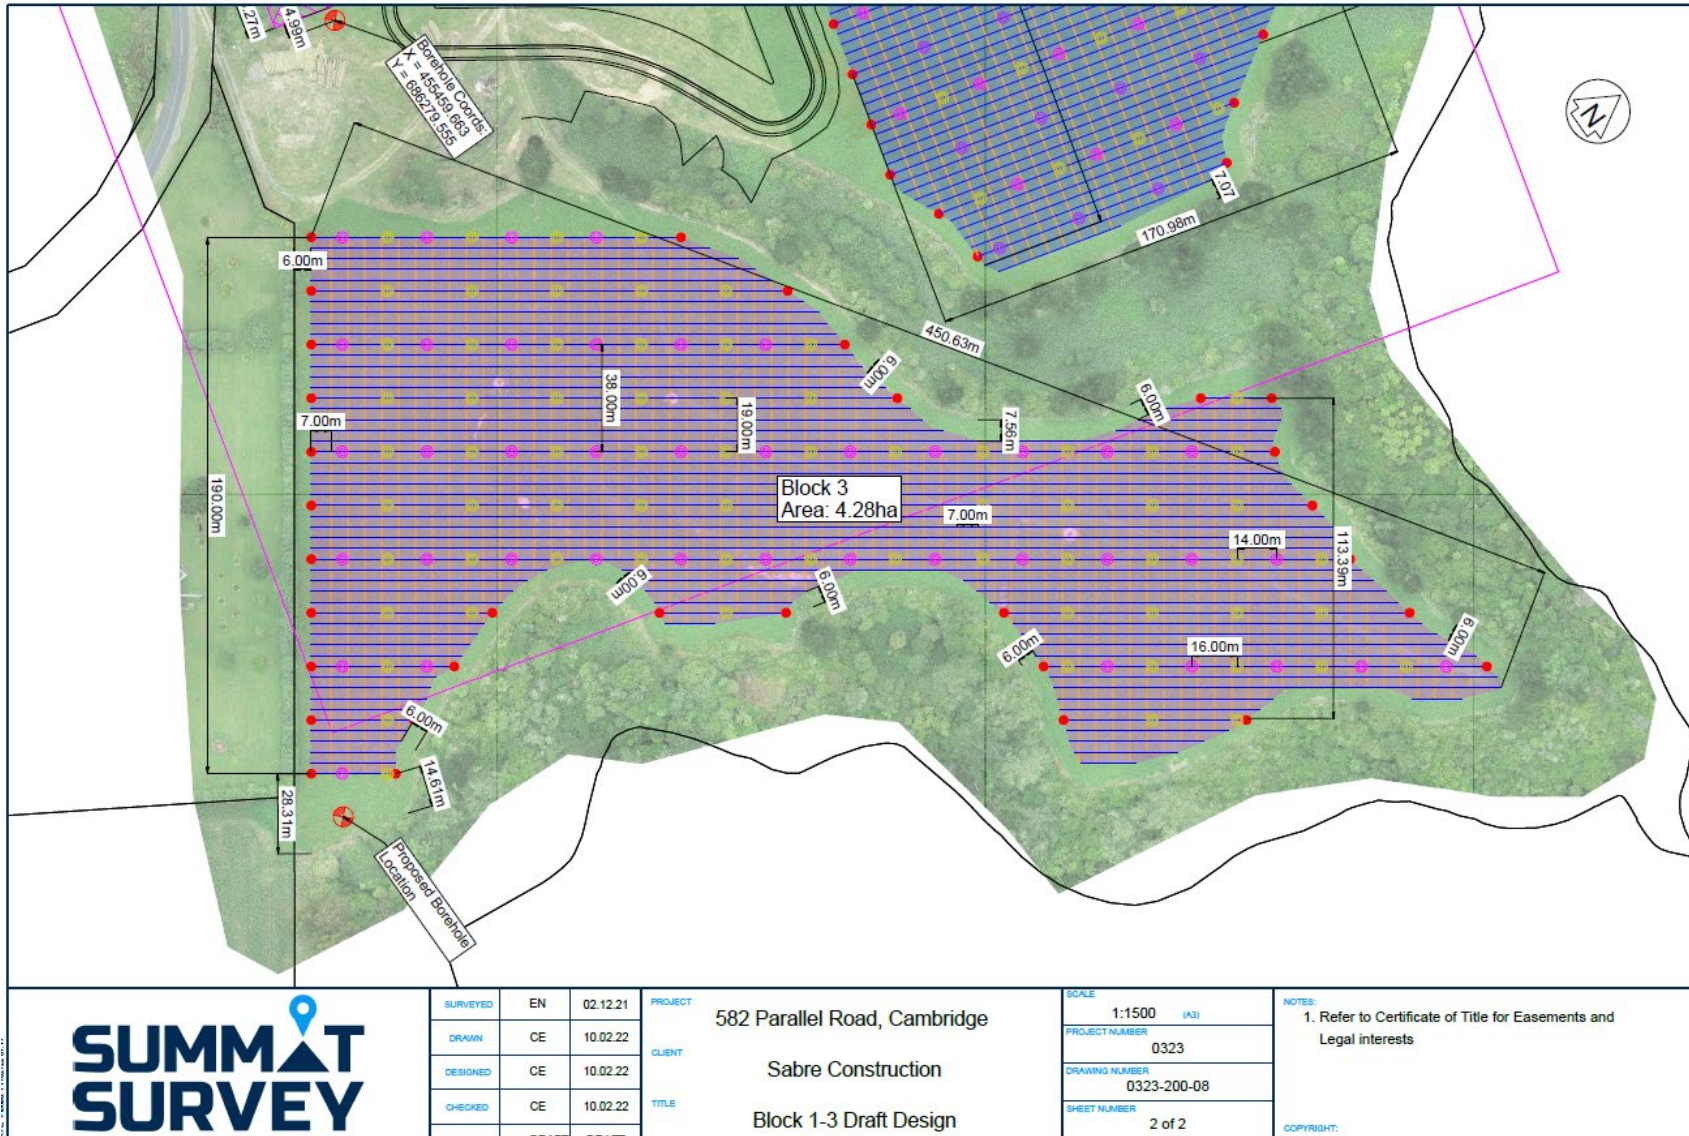 .27m
4.99m
Borehole Coords:
X = 455459.663
Y = 686279.555
N
7.07
170.98m
6.00m
450.63m
6.00m
38.00m
19.00m
7.00m
7.56m
6.00m
190.00m
Block 3
Area: 4.28ha
7.00m
14.00m
113.39m
6.00m
6.00m
6.00m
16.00m
6.00m
6.00m
14.61m
28.31m
Proposed Borehole
Location
SUMMIT
SURVEY
SURVEYED EN 02.12.21
DRAWN CE 10.02.22
DESIGNED CE 10.02.22
CHECKED CE 10.02.22
PROJECT
582 Parallel Road, Cambridge
CLIENT
Sabre Construction
TITLE
Block 1-3 Draft Design
SCALE
1:1500 (A3)
PROJECT NUMBER
0323
DRAWING NUMBER
0323-200-08
SHEET NUMBER
2 of 2
NOTES:
1. Refer to Certificate of Title for Easements and
Legal interests
COPYRIGHT: